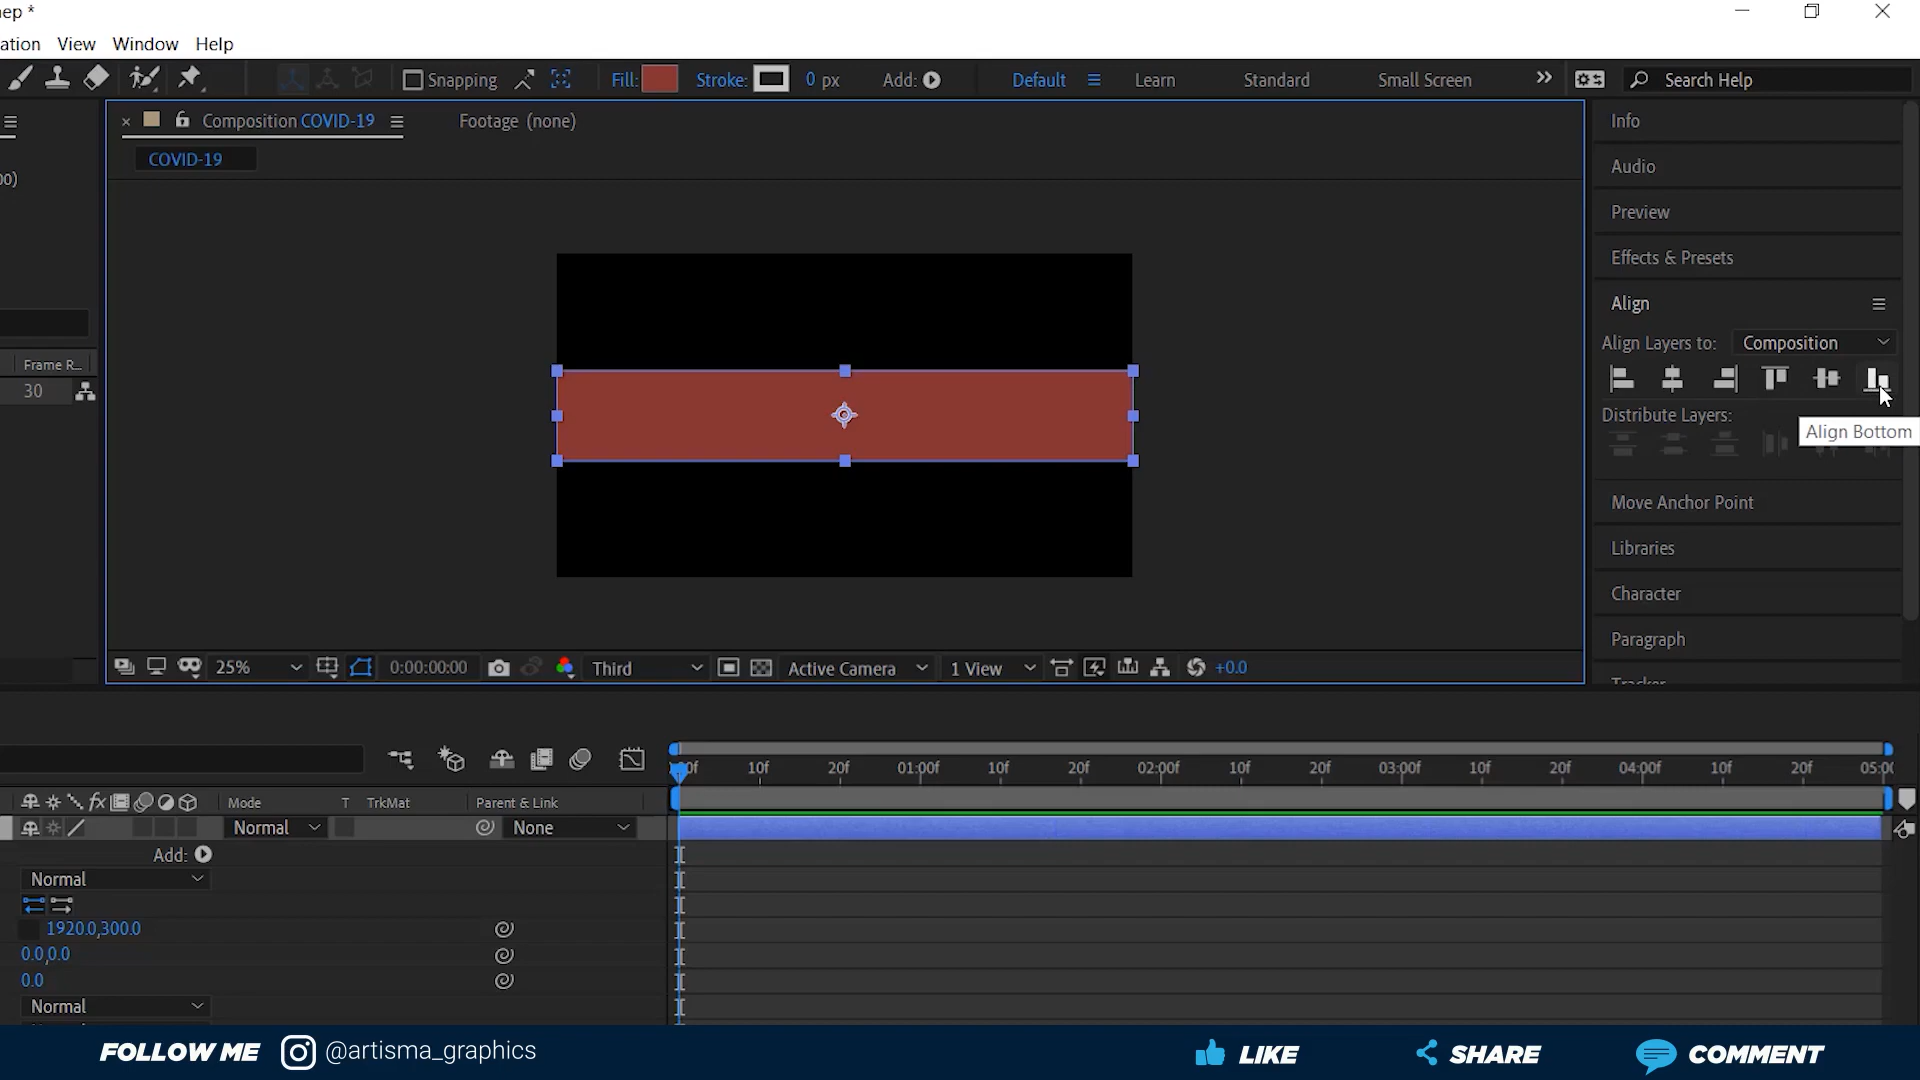 ep *
ation View Window Help
Snapping Fill: Stroke: 0 px Add: Default Learn Standard Small Screen Search Help
Composition COVID-19 Footage (none)
COVID-19
00)
Frame R...
30
Info
Audio
Preview
Effects & Presets
Align
Align Layers to: Composition
Distribute Layers:
Align Bottom
Move Anchor Point
Libraries
Character
Paragraph
Tracker
25% 0:00:00:00 Third Active Camera 1 View +0.0
0f 10f 20f 01:00f 10f 20f 02:00f 10f 20f 03:00f 10f 20f 04:00f 10f 20f 05:0
fx Mode T TrkMat Parent & Link
Normal None
Add:
Normal
1920.0,300.0
0.0,0.0
0.0
Normal
FOLLOW ME @artisma_graphics LIKE SHARE COMMENT